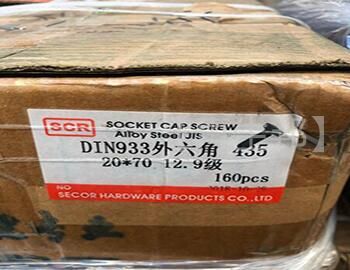 SCR
SOCKET CAP SCREW
Alloy Steel JIS
DIN933外六角 435
20*70 12.9级
160pcs
NO
SECOR HARDWARE PRODUCTS CO.,LTD